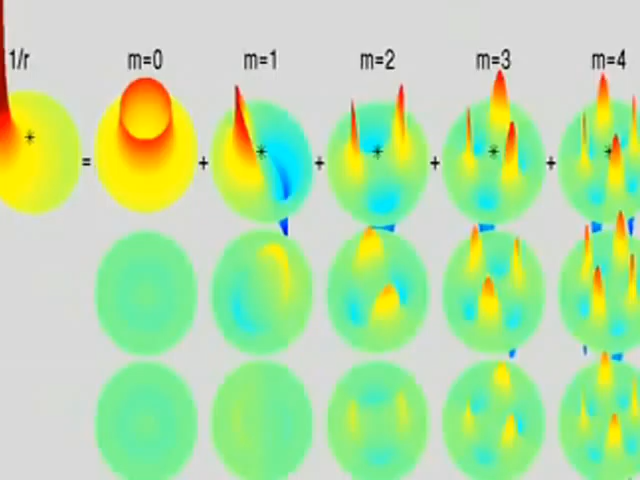 1/r m=0 m=1 m=2 m=3 m=4
= + + + +